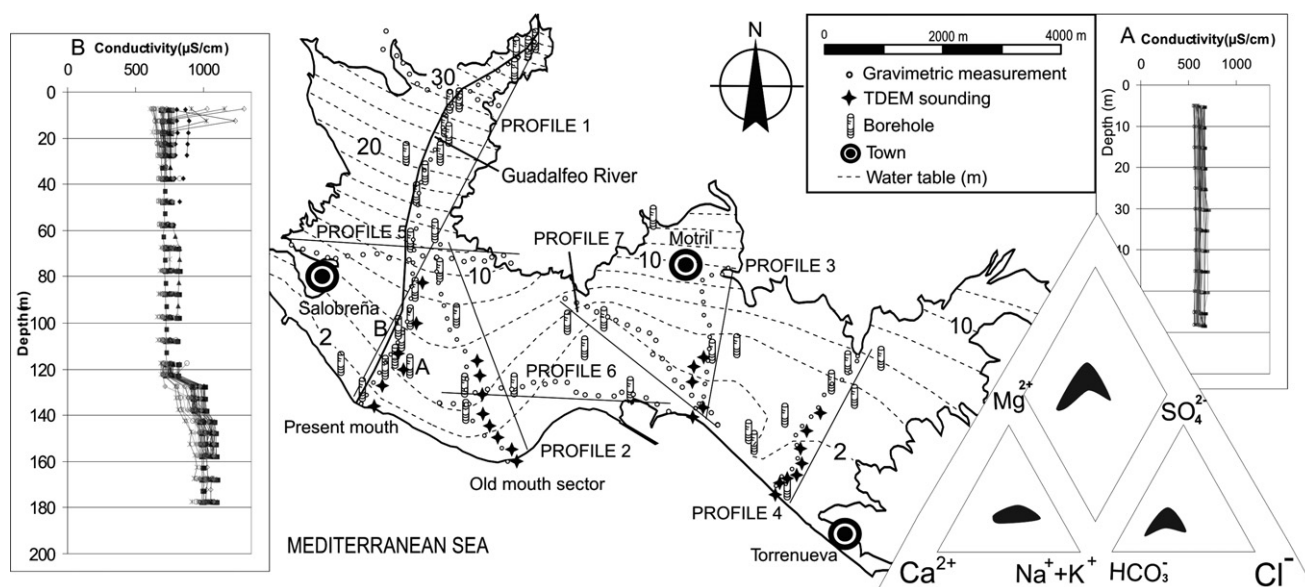 B Conductivity(µS/cm)
0 500 1000
0
20
40
60
80
100
120
140
160
180
200
Depth(m)
30
20
10
2
PROFILE 1
Guadalfeo River
PROFILE 5
PROFILE 7
Motril
10
PROFILE 3
Salobreña
B
A
PROFILE 6
10
2
Present mouth
PROFILE 2
Old mouth sector
PROFILE 4
Torrenueva
MEDITERRANEAN SEA
N
0 2000 m 4000 m
Gravimetric measurement
TDEM sounding
Borehole
Town
Water table (m)
A Conductivity(µS/cm)
0 500 1000
0
10
20
30
40
Depth (m)
Mg2+
SO42-
Ca2+
Na++K+
HCO3-
Cl-